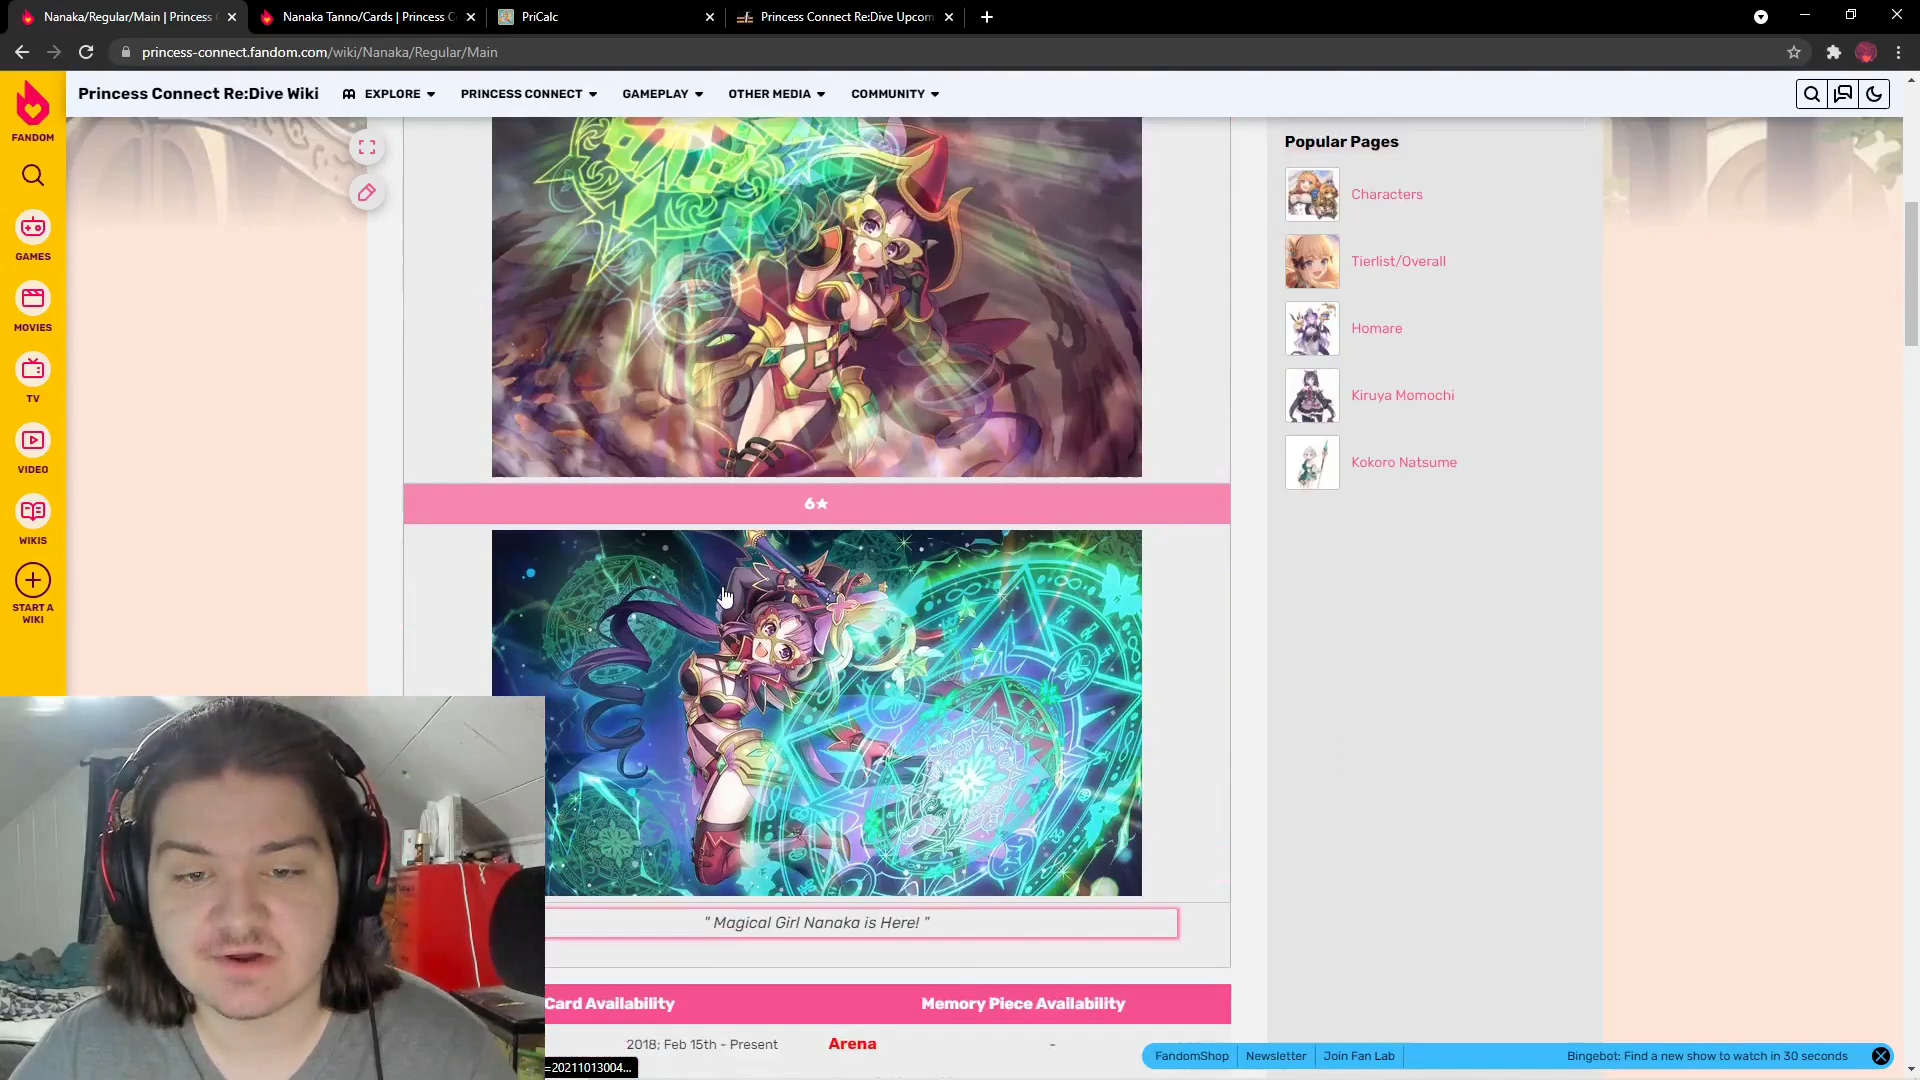 Nanaka/Regular/Main | Princess
Nanaka Tanno/Cards | Princess C
PriCalc
Princess Connect Re:Dive Upcom
princess-connect.fandom.com/wiki/Nanaka/Regular/Main
Princess Connect Re:Dive Wiki
EXPLORE
PRINCESS CONNECT
GAMEPLAY
OTHER MEDIA
COMMUNITY
FANDOM
GAMES
MOVIES
TV
VIDEO
WIKIS
START A
WIKI
Popular Pages
Characters
Tierlist/Overall
Homare
Kiruya Momochi
Kokoro Natsume
6★
" Magical Girl Nanaka is Here! "
Card Availability
Memory Piece Availability
2018; Feb 15th - Present
Arena
-
=20211013004...
FandomShop
Newsletter
Join Fan Lab
Bingebot: Find a new show to watch in 30 seconds